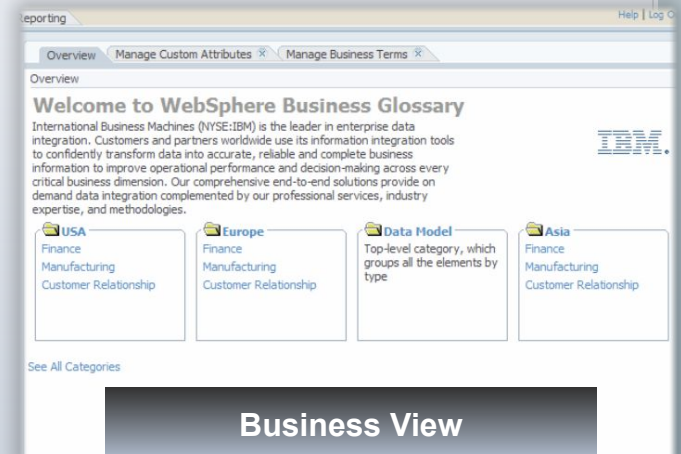 eporting
Help | Log O
Overview Manage Custom Attributes Manage Business Terms
Overview
Welcome to WebSphere Business Glossary
International Business Machines (NYSE:IBM) is the leader in enterprise data
integration. Customers and partners worldwide use its information integration tools
to confidently transform data into accurate, reliable and complete business
information to improve operational performance and decision-making across every
critical business dimension. Our comprehensive end-to-end solutions provide on
demand data integration complemented by our professional services, industry
expertise, and methodologies.
IBM.
USA
Finance
Manufacturing
Customer Relationship
Europe
Finance
Manufacturing
Customer Relationship
Data Model
Top-level category, which
groups all the elements by
type
Asia
Finance
Manufacturing
Customer Relationship
See All Categories
Business View